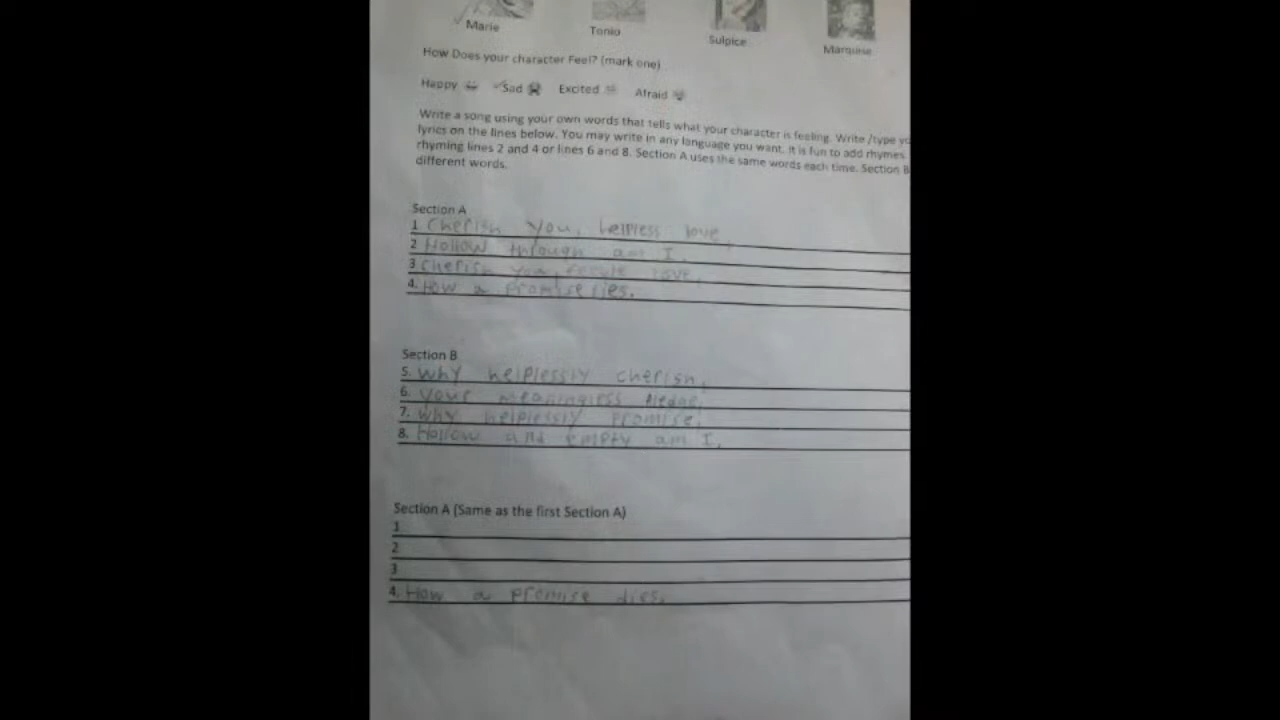 Marie Tonio Sulpice Marquise
How Does your character Feel? (mark one)
Happy Sad Excited Afraid
Write a song using your own words that tells what your character is feeling. Write /type yo
lyrics on the lines below. You may write in any language you want. It is fun to add rhymes
rhyming lines 2 and 4 or lines 6 and 8. Section A uses the same words each time. Section B
different words.
Section A
1 Cherish you, helpless love,
2 Hollow through am I.
3 Cherish you, love,
4. How a promise lies.
Section B
5. Why helplessly cherish,
6. your meaningless pledge,
7. Why helplessly promise,
8. Hollow and empty am I.
Section A (Same as the first Section A)
1
2
3
4. How a promise dies.